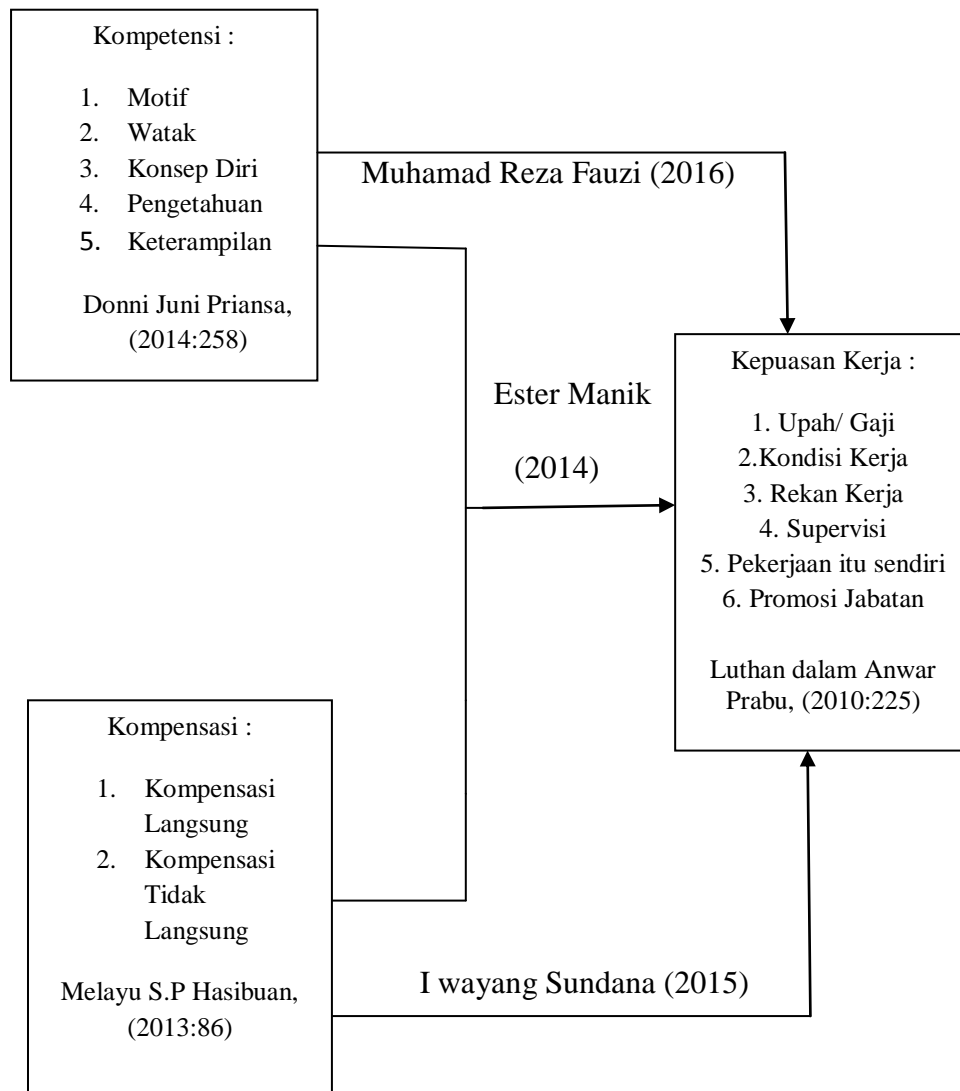 Kompetensi :
1. Motif
2. Watak
3. Konsep Diri
4. Pengetahuan
5. Keterampilan
Donni Juni Priansa,
(2014:258)
Muhamad Reza Fauzi (2016)
Ester Manik
(2014)
Kepuasan Kerja :
1. Upah/ Gaji
2.Kondisi Kerja
3. Rekan Kerja
4. Supervisi
5. Pekerjaan itu sendiri
6. Promosi Jabatan
Luthan dalam Anwar
Prabu, (2010:225)
Kompensasi :
1. Kompensasi
Langsung
2. Kompensasi
Tidak
Langsung
Melayu S.P Hasibuan,
(2013:86)
I wayang Sundana (2015)